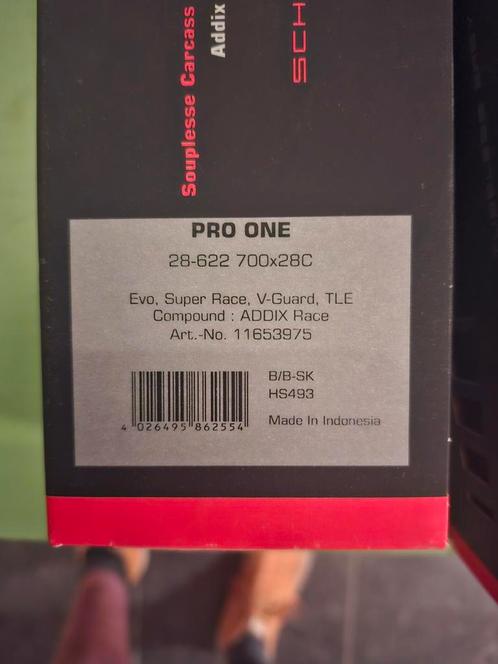 Souplesse Carcass
Addix
SCH
PRO ONE
28-622 700x28C
Evo, Super Race, V-Guard, TLE
Compound : ADDIX Race
Art.-No. 11653975
B/B-SK
HS493
Made In Indonesia
4 026495 862554